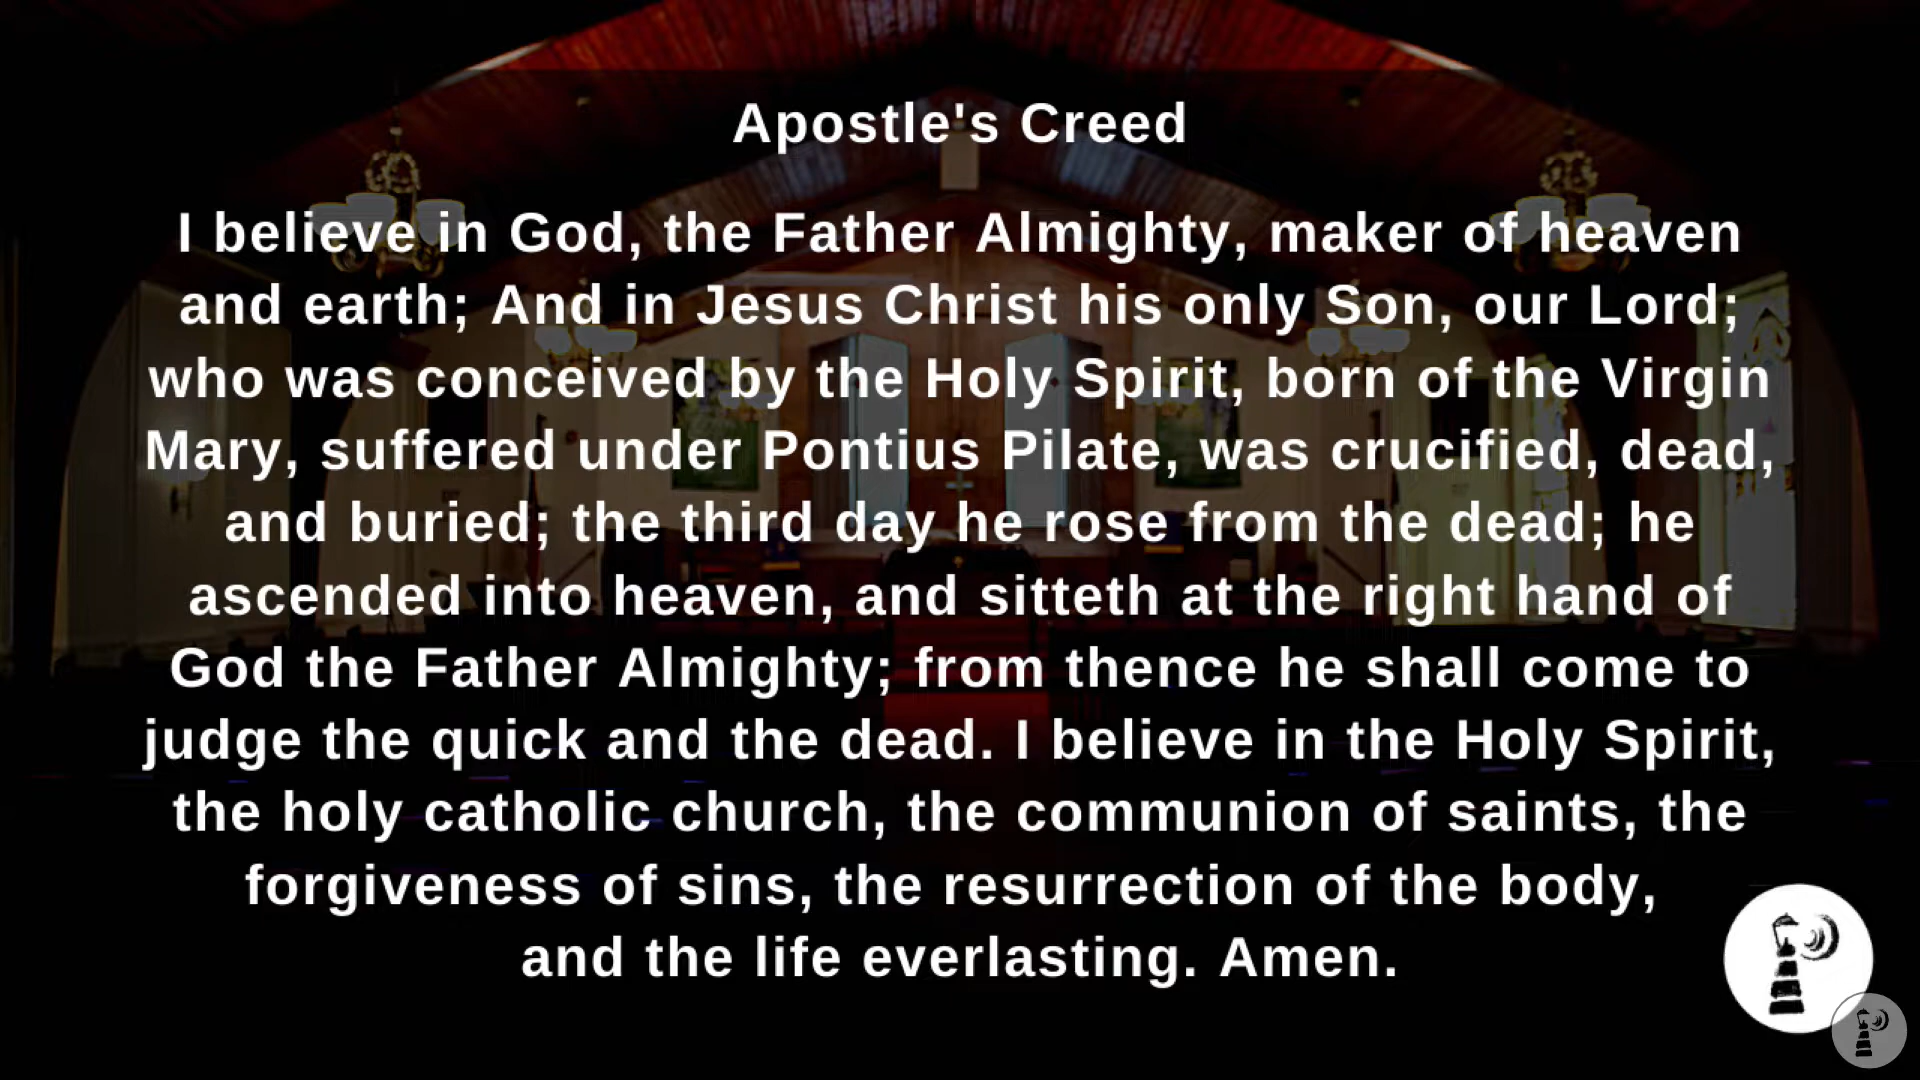 Apostle's Creed
I believe in God, the Father Almighty, maker of heaven
and earth; And in Jesus Christ his only Son, our Lord;
who was conceived by the Holy Spirit, born of the Virgin
Mary, suffered under Pontius Pilate, was crucified, dead,
and buried; the third day he rose from the dead; he
ascended into heaven, and sitteth at the right hand of
God the Father Almighty; from thence he shall come to
judge the quick and the dead. I believe in the Holy Spirit,
the holy catholic church, the communion of saints, the
forgiveness of sins, the resurrection of the body,
and the life everlasting. Amen.